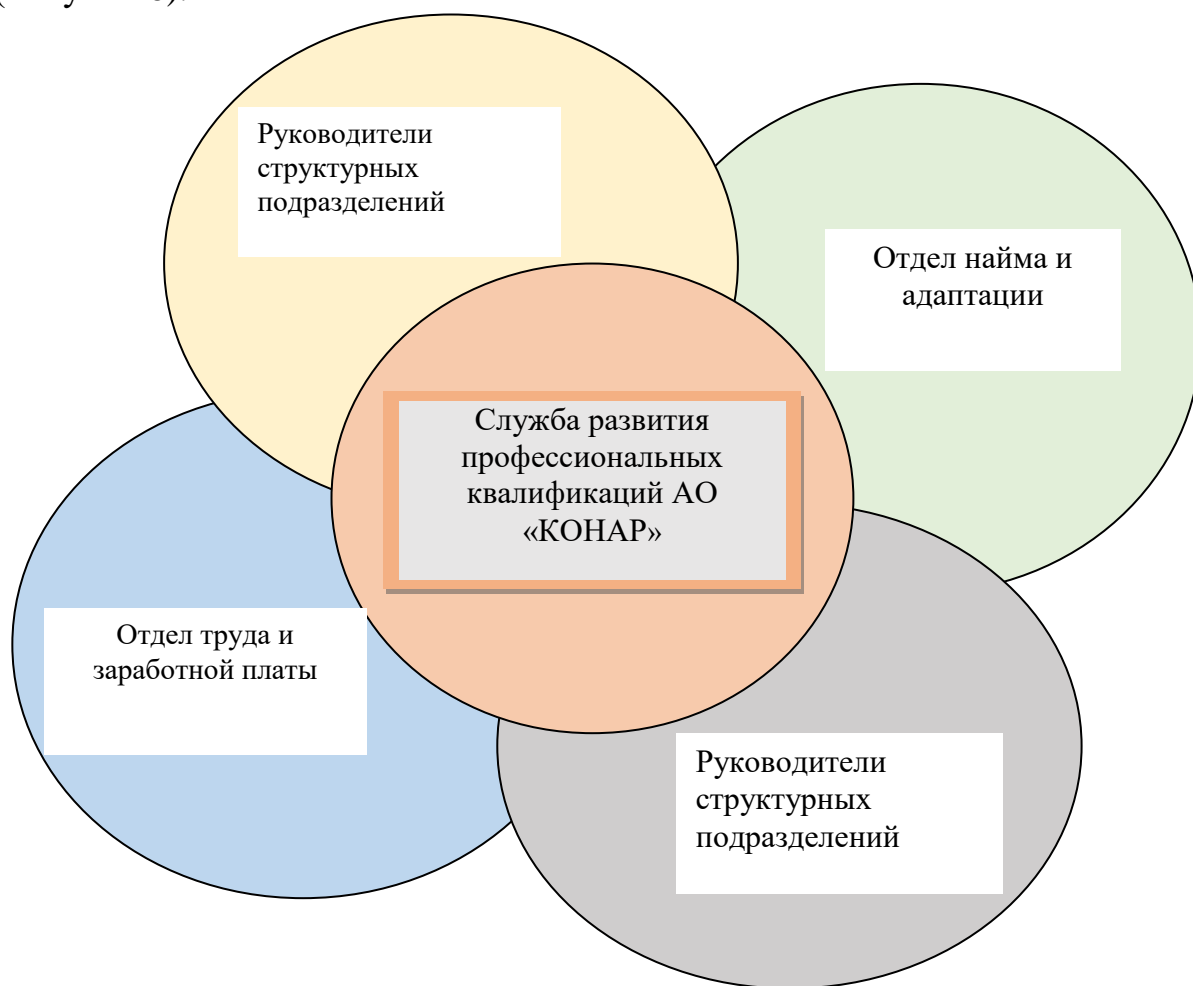 Руководители
структурных
подразделений
Отдел найма и
адаптации
Служба развития
профессиональных
квалификаций АО
«КОНАР»
Отдел труда и
заработной платы
Руководители
структурных
подразделений